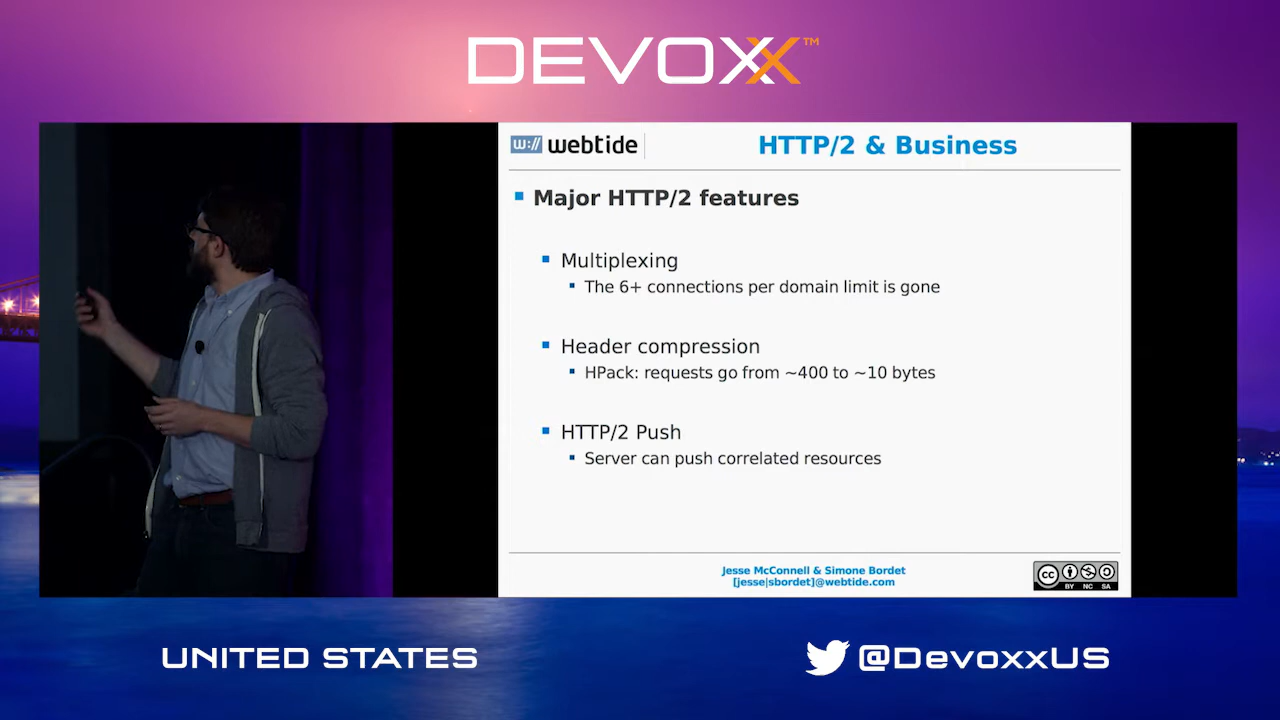 DEVOXX™
w:// webtide
HTTP/2 & Business
Major HTTP/2 features
Multiplexing
The 6+ connections per domain limit is gone
Header compression
HPack: requests go from ~400 to ~10 bytes
HTTP/2 Push
Server can push correlated resources
Jesse McConnell & Simone Bordet
[jesse|sbordet]@webtide.com
cc
BY NC SA
UNITED STATES
@DevoxxUS